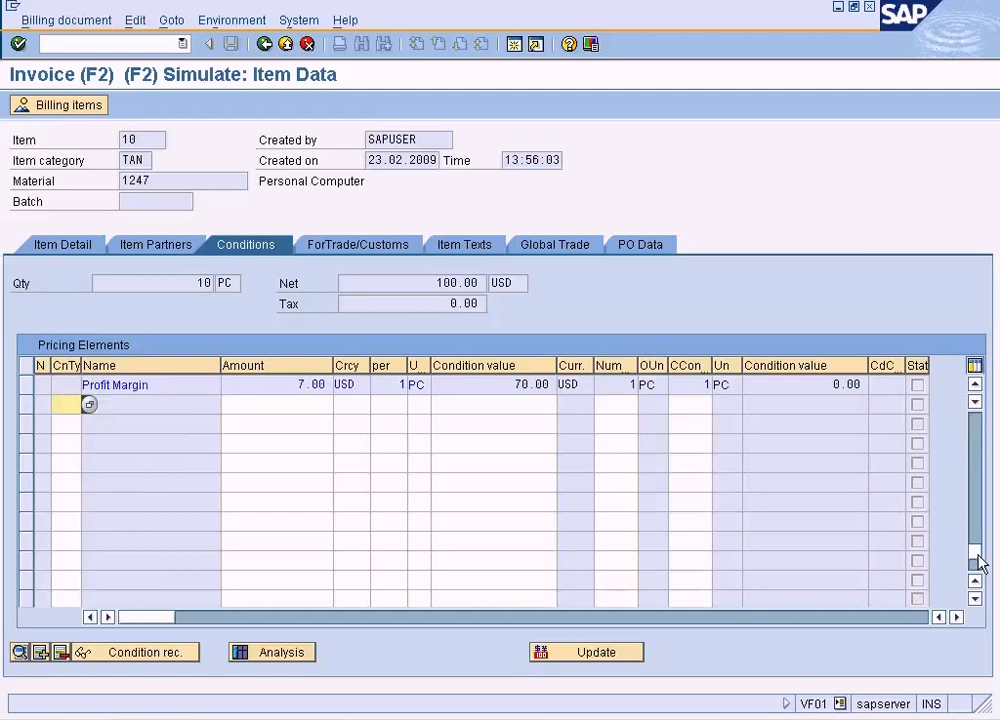 Billing document Edit Goto Environment System Help
SAP
Invoice (F2) (F2) Simulate: Item Data
Billing items
Item 10 Created by SAPUSER
Item category TAN Created on 23.02.2009 Time 13:56:03
Material 1247 Personal Computer
Batch
Item Detail Item Partners Conditions ForTrade/Customs Item Texts Global Trade PO Data
Qty 10 PC Net 100.00 USD
Tax 0.00
Pricing Elements
N CnTy Name Amount Crcy per U... Condition value Curr. Num... OUn CCon... Un Condition value CdC... Stat
Profit Margin 7.00 USD 1 PC 70.00 USD 1 PC 1 PC 0.00
Condition rec. Analysis Update
VF01 sapserver INS